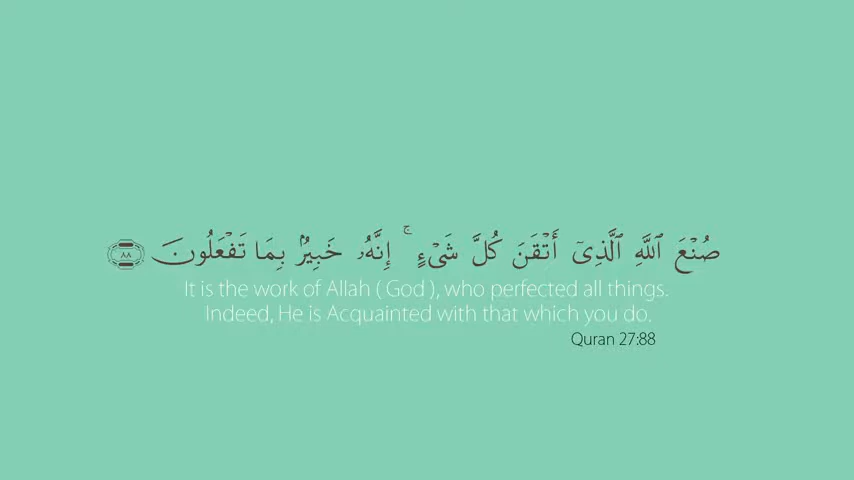 صُنْعَ ٱللَّهِ ٱلَّذِىٓ أَتْقَنَ كُلَّ شَىْءٍ ۚ إِنَّهُۥ خَبِيرٌۢ بِمَا تَفْعَلُونَ ٨٨
It is the work of Allah ( God ), who perfected all things.
Indeed, He is Acquainted with that which you do.
Quran 27:88